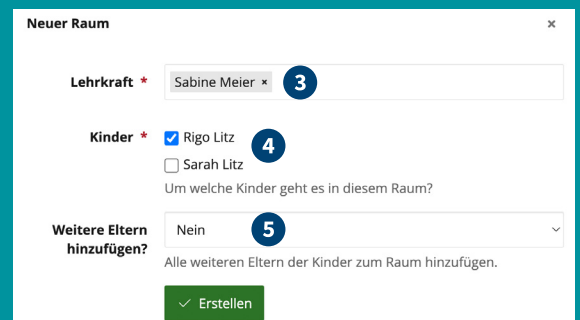 Neuer Raum ×
Lehrkraft * Sabine Meier × 3
Kinder * Rigo Litz 4
Sarah Litz
Um welche Kinder geht es in diesem Raum?
Weitere Eltern Nein 5
hinzufügen?
Alle weiteren Eltern der Kinder zum Raum hinzufügen.
Erstellen